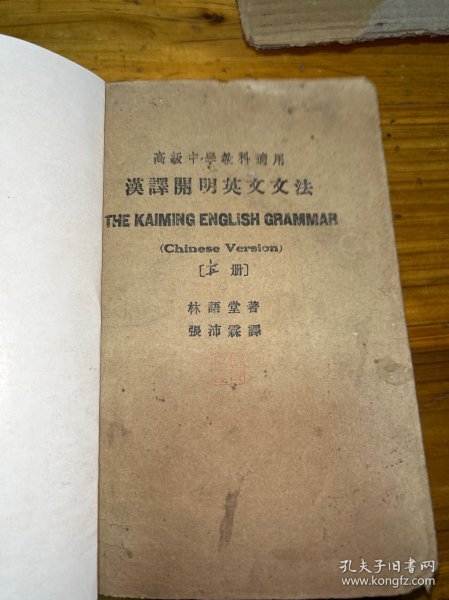 高級中學教科適用
漢譯開明英文文法
THE KAIMING ENGLISH GRAMMAR
(Chinese Version)
[上 册]
林語堂著
張沛霖譯
孔夫子旧书网
www.kongfz.com